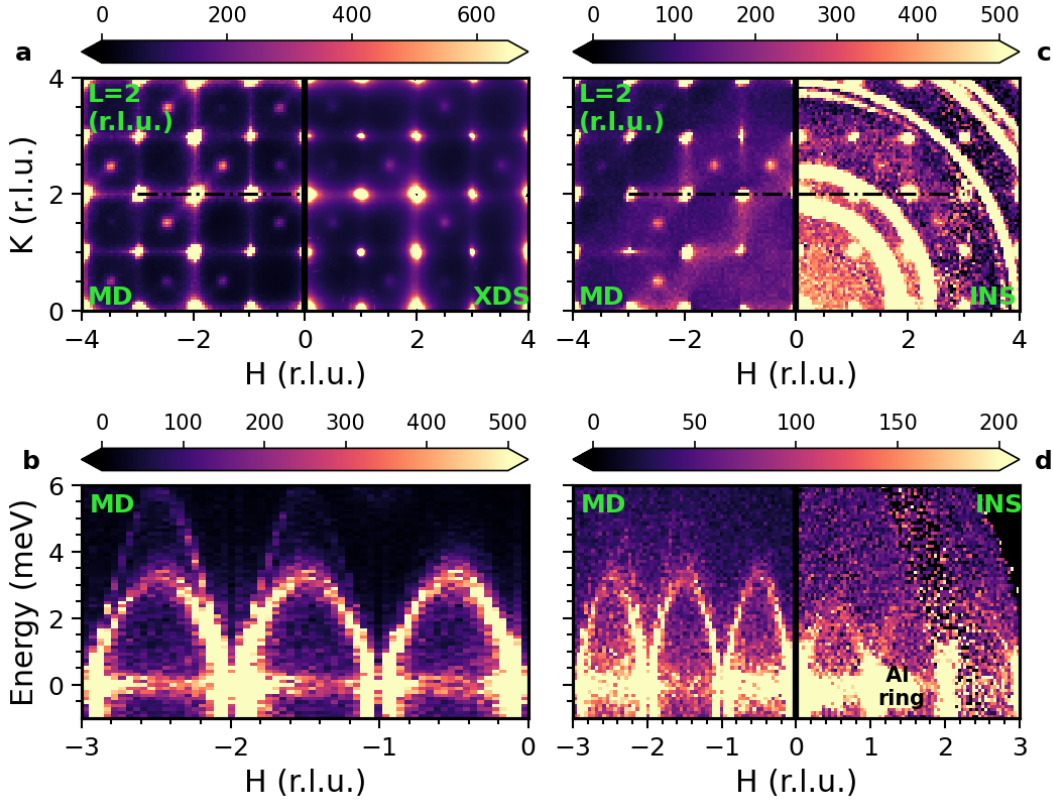 0 200 400 600
0 100 200 300 400 500
a
c
4
L=2
(r.l.u.)
L=2
(r.l.u.)
K (r.l.u.)
2
MD
XDS
MD
INS
0
−4 −2 0 2 4
−4 −2 0 2 4
H (r.l.u.)
H (r.l.u.)
0 100 200 300 400 500
0 50 100 150 200
b
d
6
MD
MD
INS
Energy (meV)
4
2
0
Al
ring
−3 −2 −1 0
−3 −2 −1 0 1 2 3
H (r.l.u.)
H (r.l.u.)